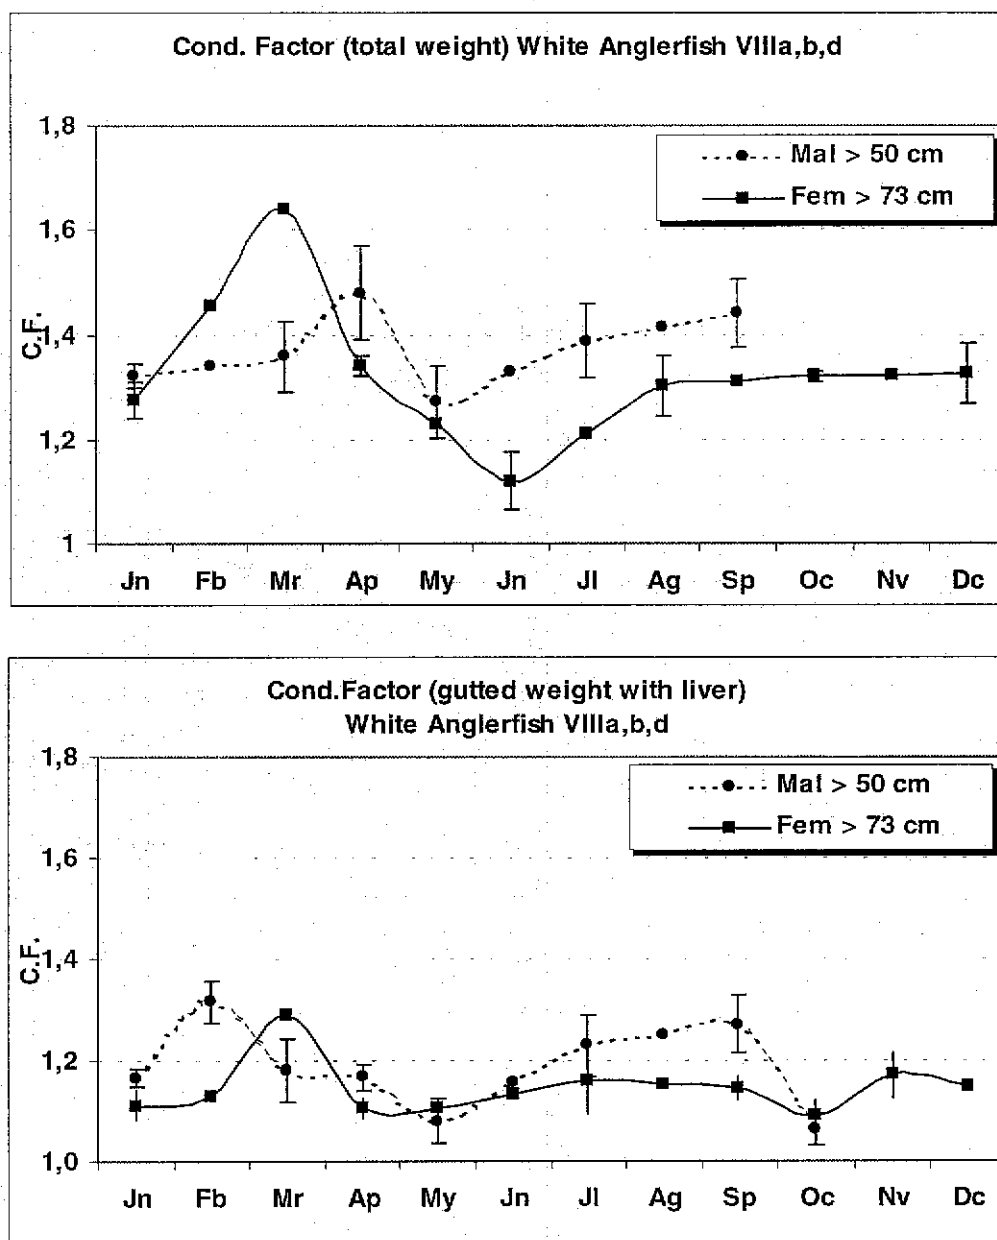 Cond. Factor (total weight) White Anglerfish VIIIa,b,d
1,8
Mal > 50 cm
Fem > 73 cm
1,6
C.F.
1,4
1,2
1
Jn Fb Mr Ap My Jn Jl Ag Sp Oc Nv Dc
Cond.Factor (gutted weight with liver)
White Anglerfish VIIIa,b,d
1,8
Mal > 50 cm
Fem > 73 cm
1,6
C.F.
1,4
1,2
1,0
Jn Fb Mr Ap My Jn Jl Ag Sp Oc Nv Dc